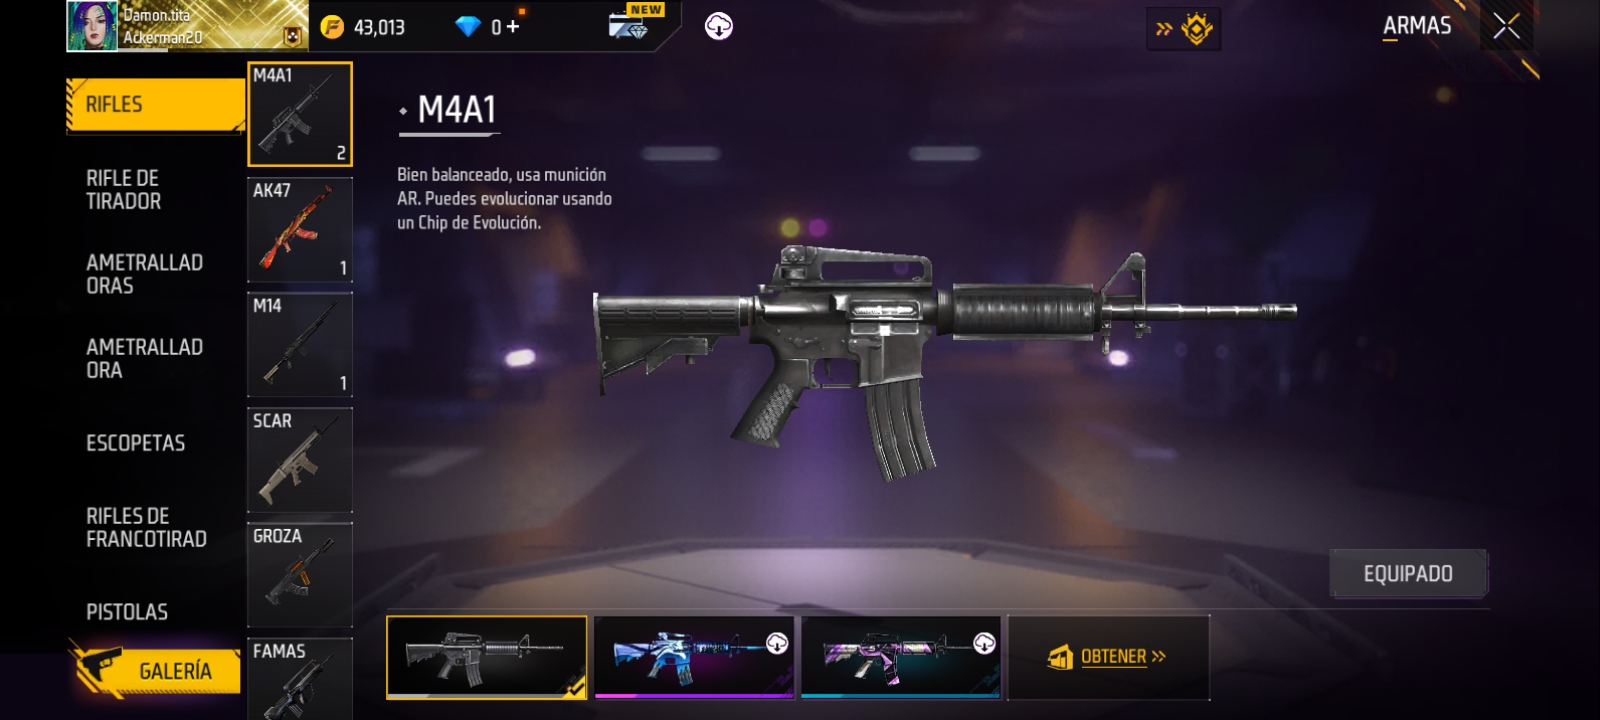 Damon.tita
Ackerman20
43,013
0 +
NEW
ARMAS
RIFLES
RIFLE DE
TIRADOR
AMETRALLAD
ORAS
AMETRALLAD
ORA
ESCOPETAS
RIFLES DE
FRANCOTIRAD
PISTOLAS
GALERÍA
M4A1
2
AK47
1
M14
1
SCAR
GROZA
FAMAS
M4A1
Bien balanceado, usa munición
AR. Puedes evolucionar usando
un Chip de Evolución.
EQUIPADO
OBTENER